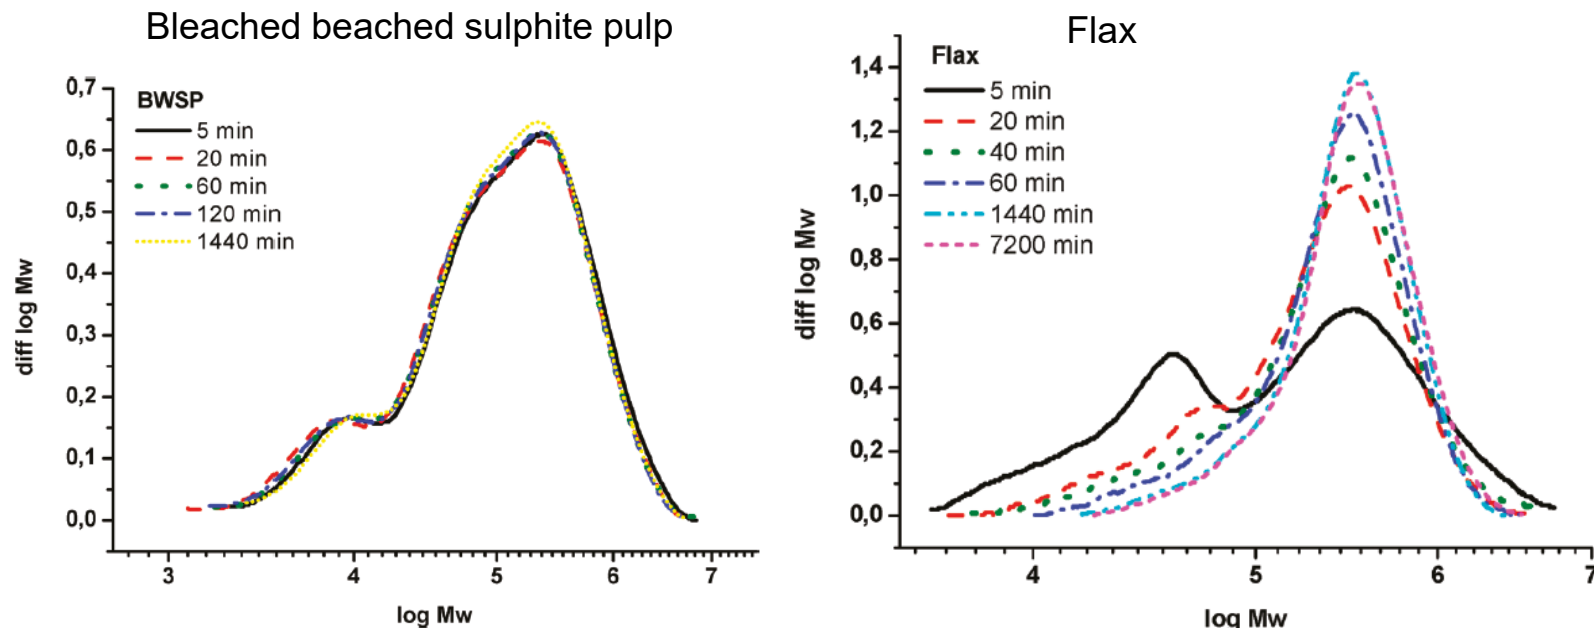 Bleached beached sulphite pulp
BWSP
5 min
20 min
60 min
120 min
1440 min
0,7
0,6
0,5
0,4
0,3
0,2
0,1
0,0
diff log Mw
3 4 5 6 7
log Mw
Flax
Flax
5 min
20 min
40 min
60 min
1440 min
7200 min
1,4
1,2
1,0
0,8
0,6
0,4
0,2
0,0
diff log Mw
4 5 6 7
log Mw